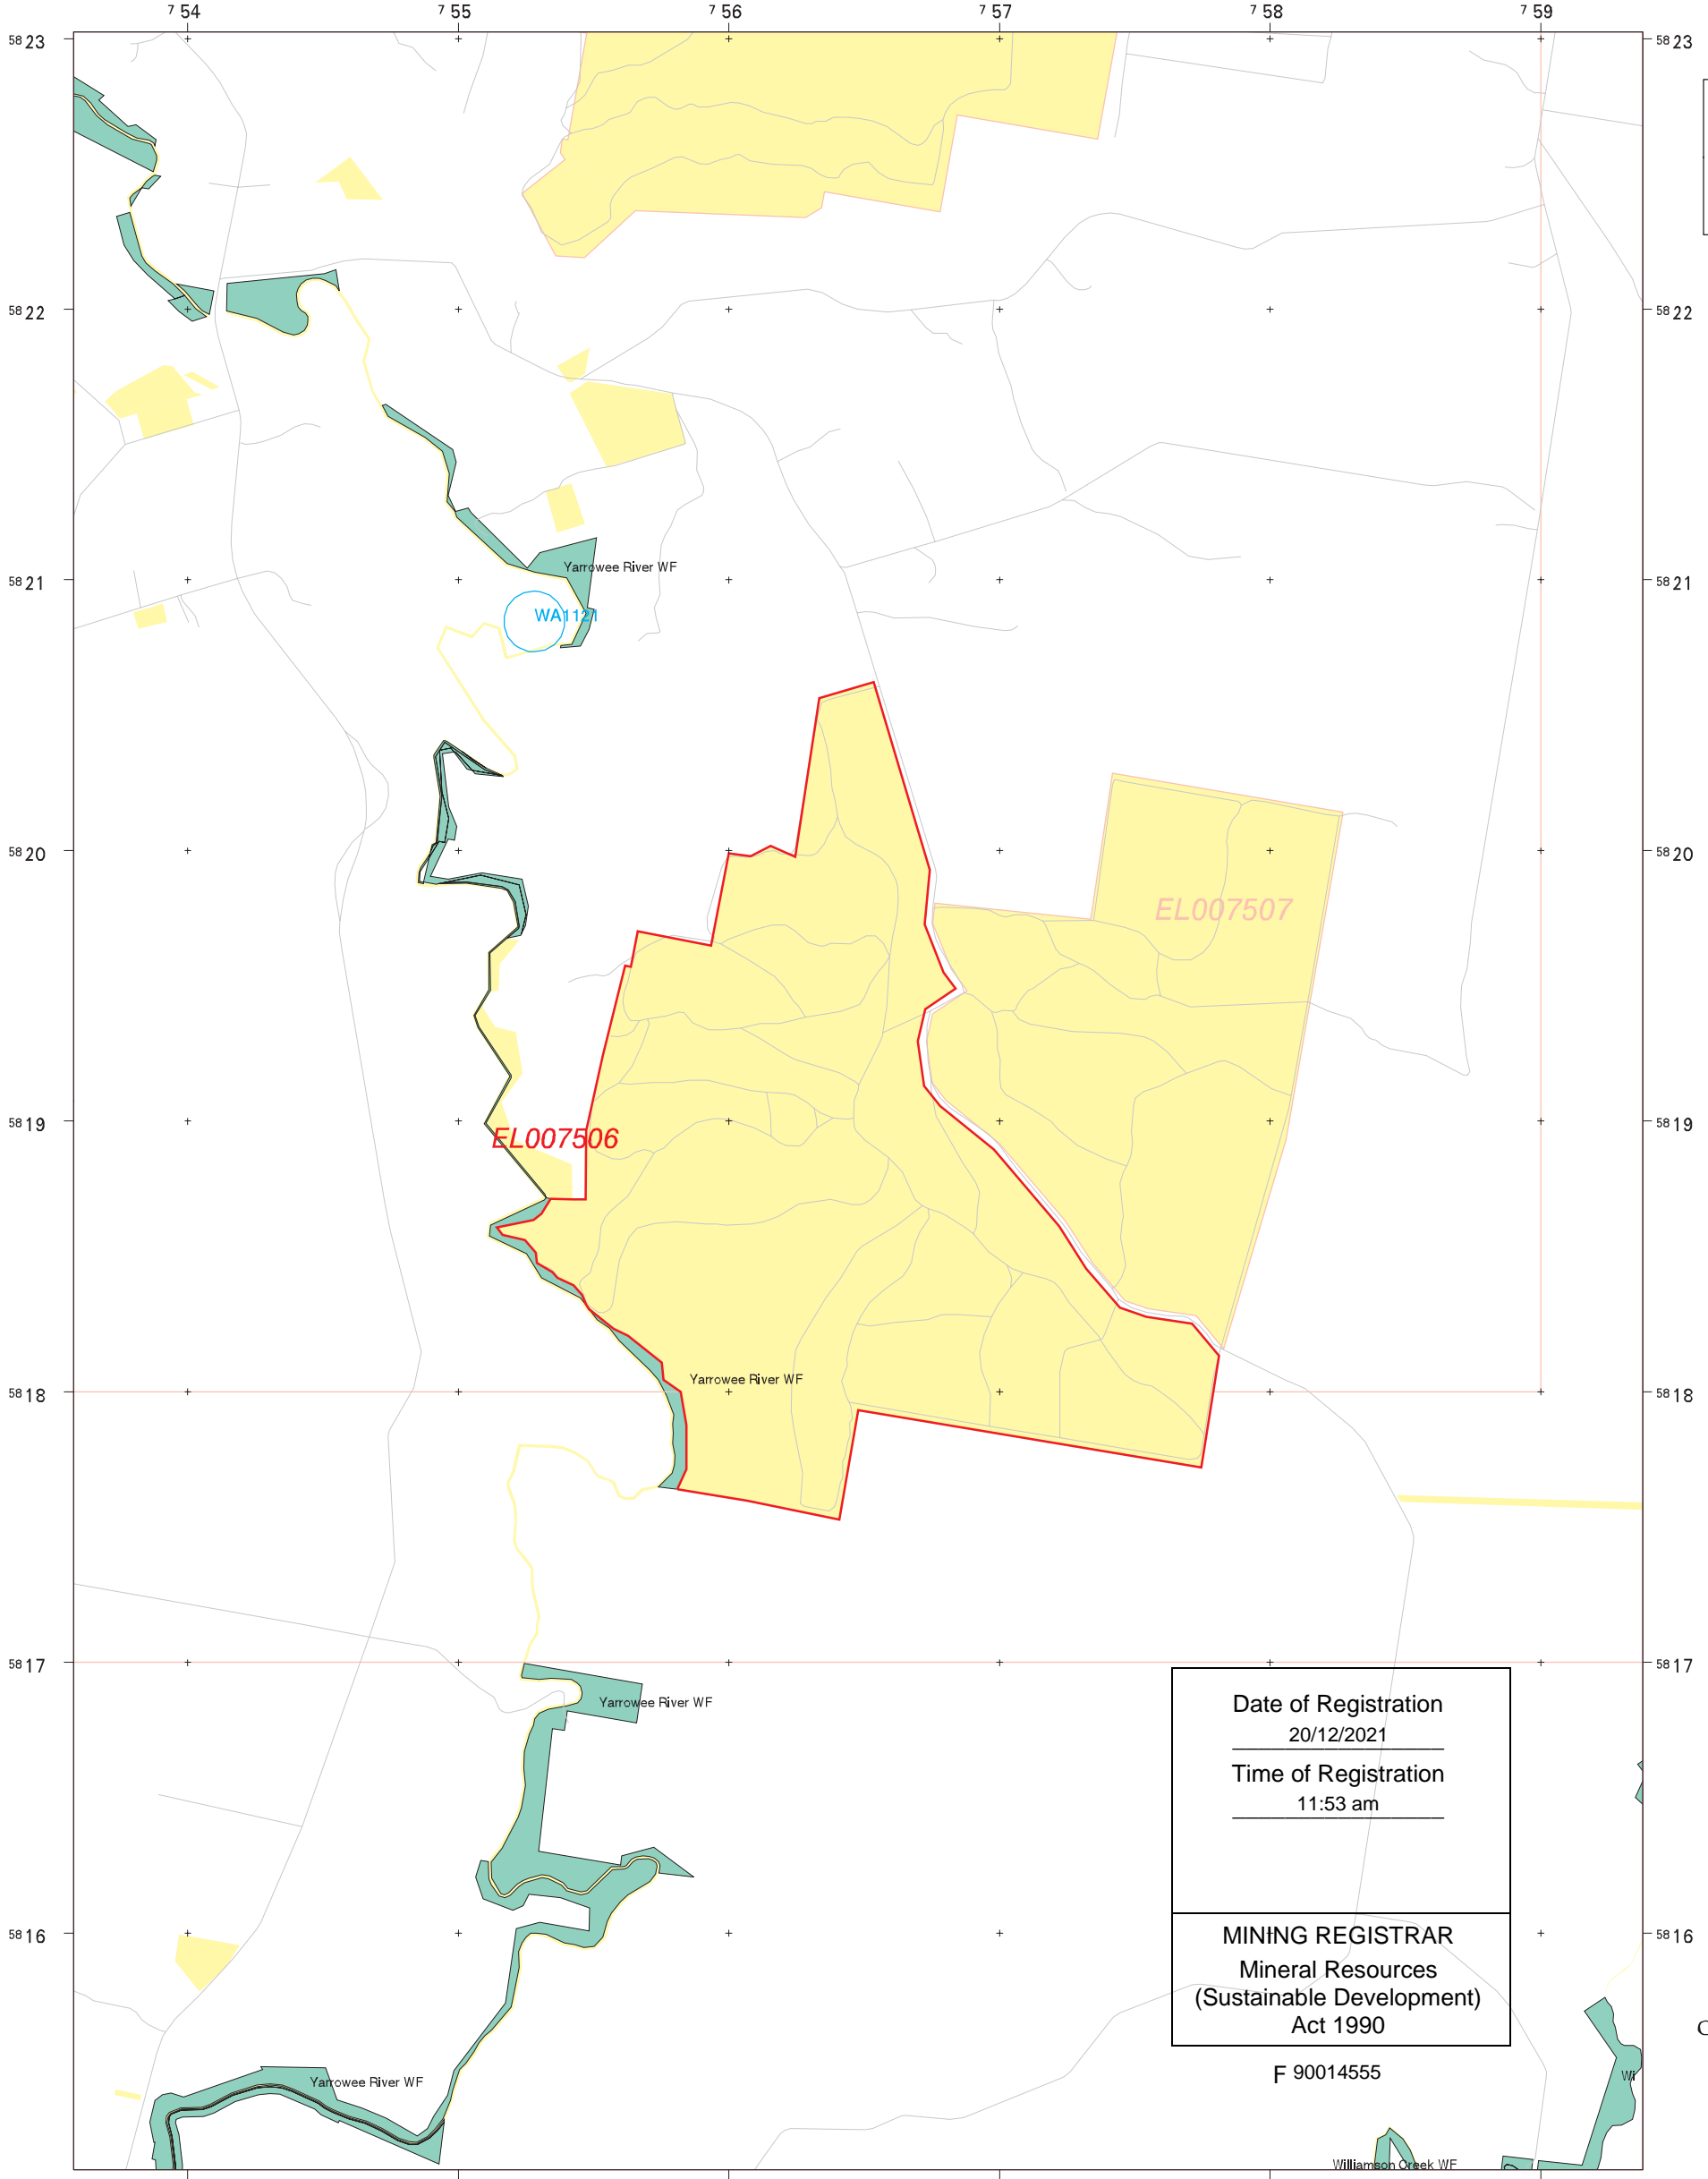 7 54 7 55 7 56 7 57 7 58 7 59
58 23 58 23
58 22 58 22
58 21 Yarrowee River WF 58 21
WA1121
58 20 58 20
EL007507
58 19 58 19
EL007506
Yarrowee River WF
58 18 58 18
58 17 58 17
Yarrowee River WF
Date of Registration
20/12/2021
Time of Registration
11:53 am
58 16 58 16
MINING REGISTRAR
Mineral Resources
(Sustainable Development)
Act 1990
F 90014555
Yarrowee River WF
Wi
Williamson Creek WF